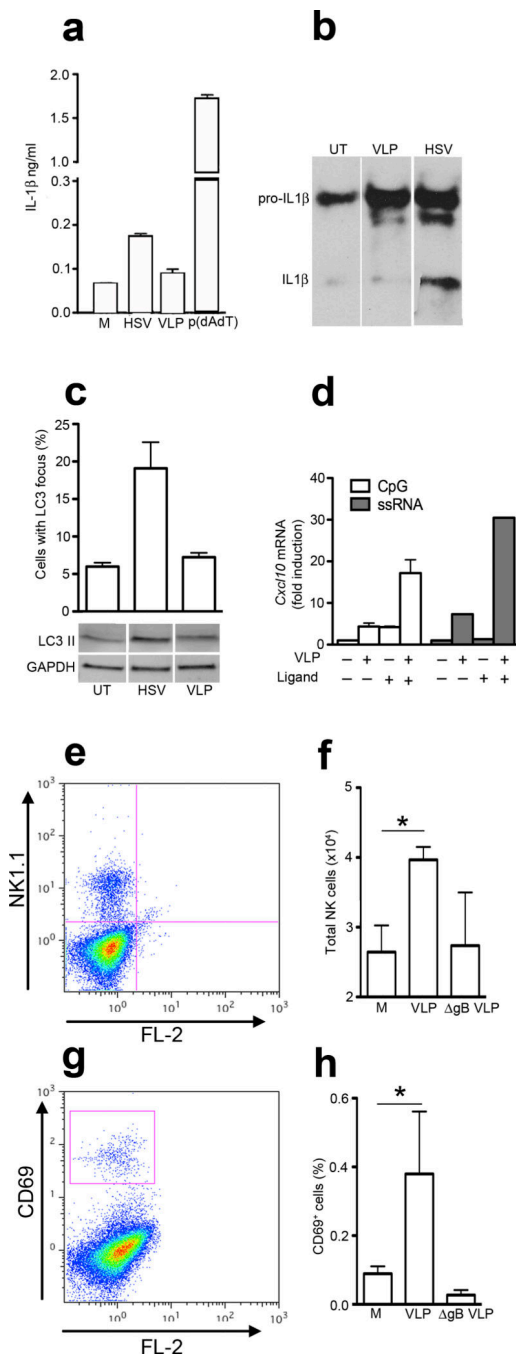 a
IL-1β ng/ml
2.0
1.5
1.0
0.3
0.2
0.1
0.0
M HSV VLP p(dAdT)
b
UT VLP HSV
pro-IL1β
IL1β
c
Cells with LC3 focus (%)
25
20
15
10
5
0
LC3 II
GAPDH
UT HSV VLP
d
Cxcl10 mRNA
(fold induction)
40
30
20
10
0
CpG
ssRNA
VLP − + − + − + − +
Ligand − − + + − − + +
e
NK1.1
10³
10²
10¹
10⁰
10⁰ 10¹ 10² 10³
FL-2
f
Total NK cells (x10⁴)
5
4
3
2
*
M VLP ΔgB VLP
g
CD69
3
2
1
0
10⁰ 10¹ 10² 10³
FL-2
h
CD69⁺ cells (%)
0.6
0.4
0.2
0.0
*
M VLP ΔgB VLP